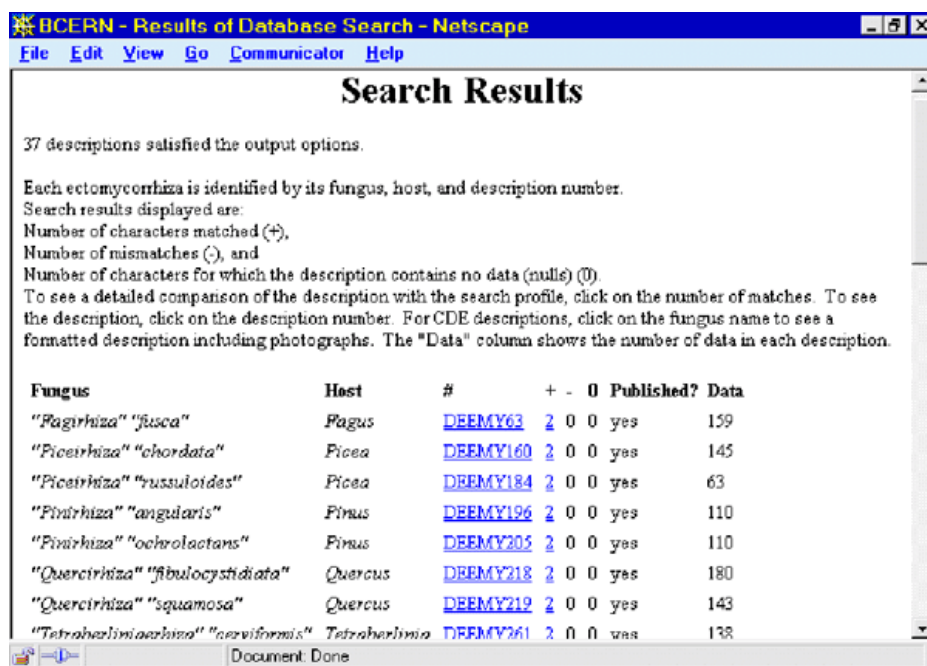 BCERN - Results of Database Search - Netscape
File Edit View Go Communicator Help
Search Results
37 descriptions satisfied the output options.
Each ectomycorrhiza is identified by its fungus, host, and description number.
Search results displayed are:
Number of characters matched (+),
Number of mismatches (-), and
Number of characters for which the description contains no data (nulls) (0).
To see a detailed comparison of the description with the search profile, click on the number of matches. To see
the description, click on the description number. For CDE descriptions, click on the fungus name to see a
formatted description including photographs. The "Data" column shows the number of data in each description.
Fungus Host # + - 0 Published? Data
"Fagirhiza" "fusca" Fagus DEEMY63 2 0 0 yes 159
"Piceirhiza" "chordata" Picea DEEMY160 2 0 0 yes 145
"Piceirhiza" "russuloides" Picea DEEMY184 2 0 0 yes 63
"Pinirhiza" "angularis" Pinus DEEMY196 2 0 0 yes 110
"Pinirhiza" "ochrolactans" Pinus DEEMY205 2 0 0 yes 110
"Quercirhiza" "fibulocystidiata" Quercus DEEMY218 2 0 0 yes 180
"Quercirhiza" "squamosa" Quercus DEEMY219 2 0 0 yes 143
"Tetraberliniaerhiza" "cerviformis" Tetraberlinia DEEMY261 2 0 0 yes 138
Document: Done